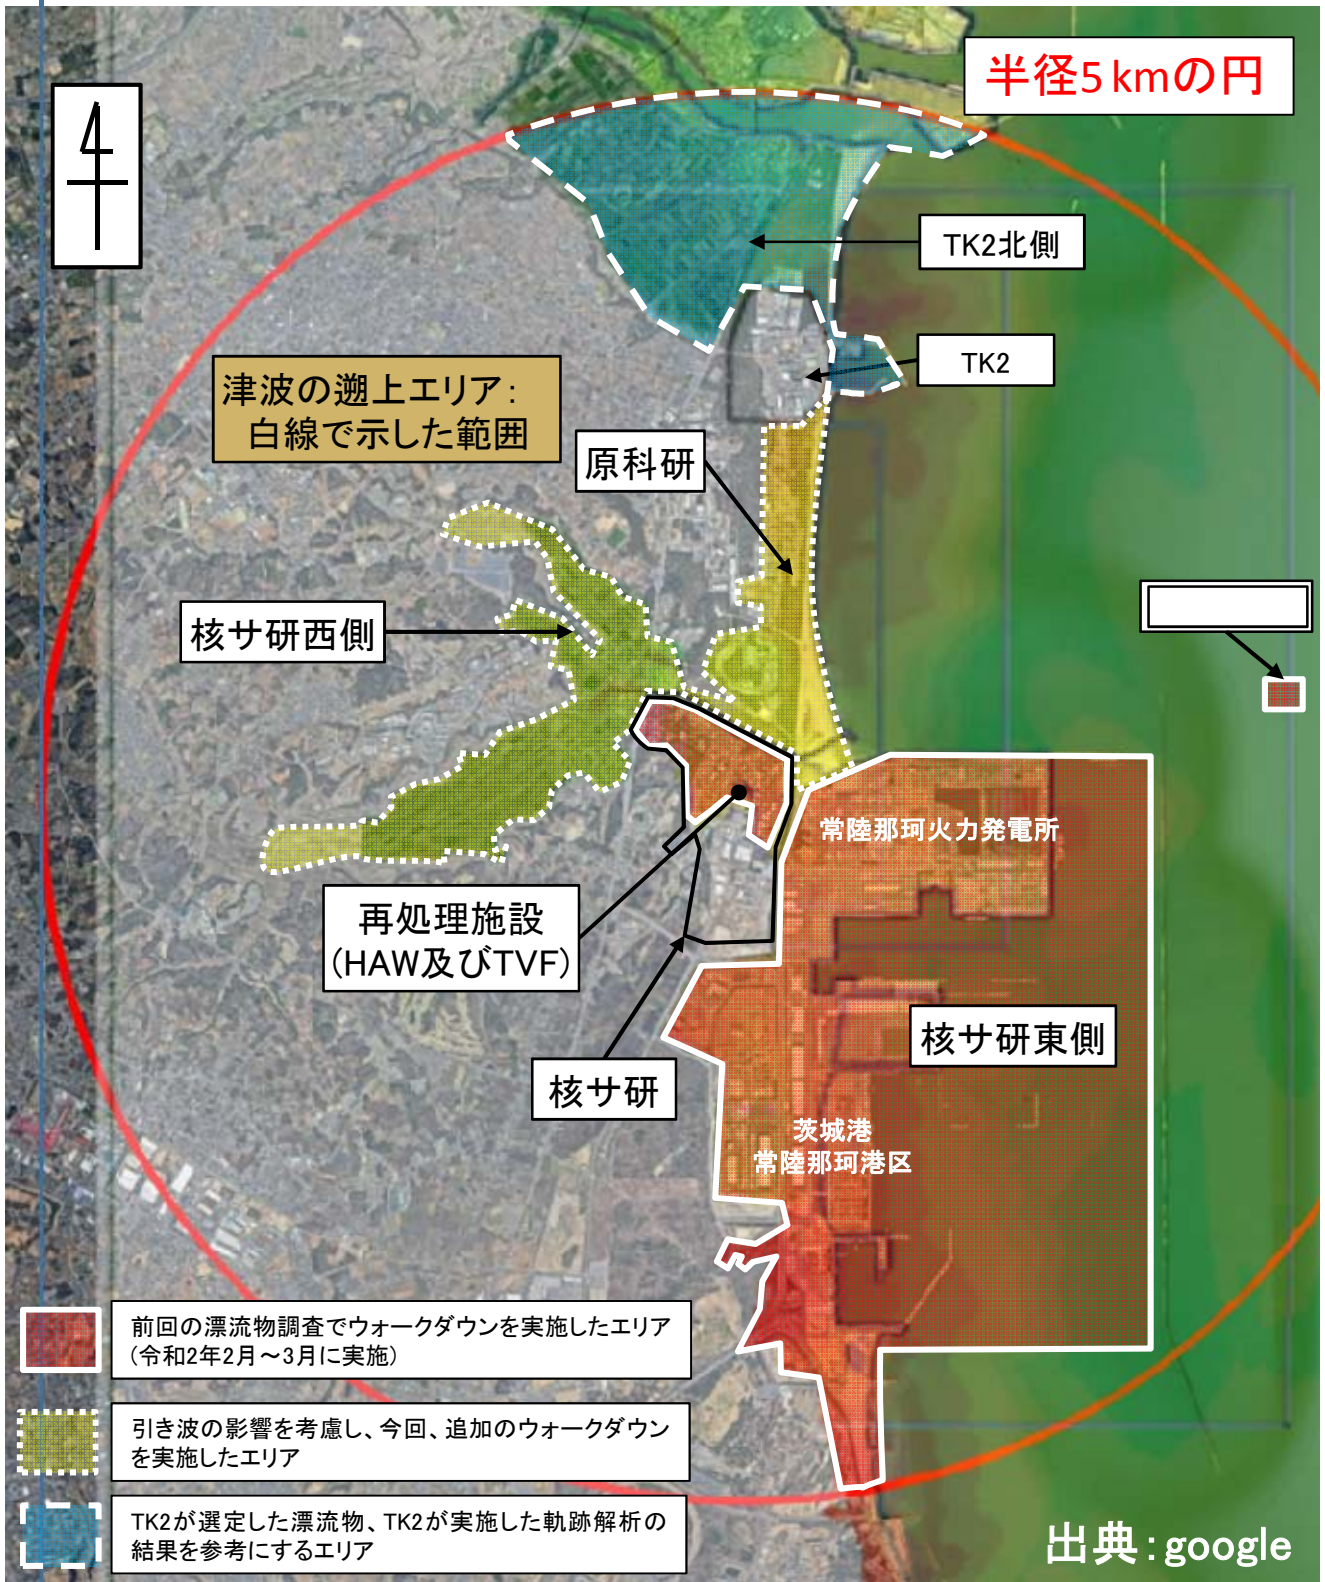 半径5kmの円
TK2北側
TK2
津波の遡上エリア：
白線で示した範囲
原科研
核サ研西側
常陸那珂火力発電所
再処理施設
(HAW及びTVF)
核サ研東側
核サ研
茨城港
常陸那珂港区
前回の漂流物調査でウォークダウンを実施したエリア
(令和2年2月～3月に実施)
引き波の影響を考慮し、今回、追加のウォークダウン
を実施したエリア
TK2が選定した漂流物、TK2が実施した軌跡解析の
結果を参考にするエリア
出典：google